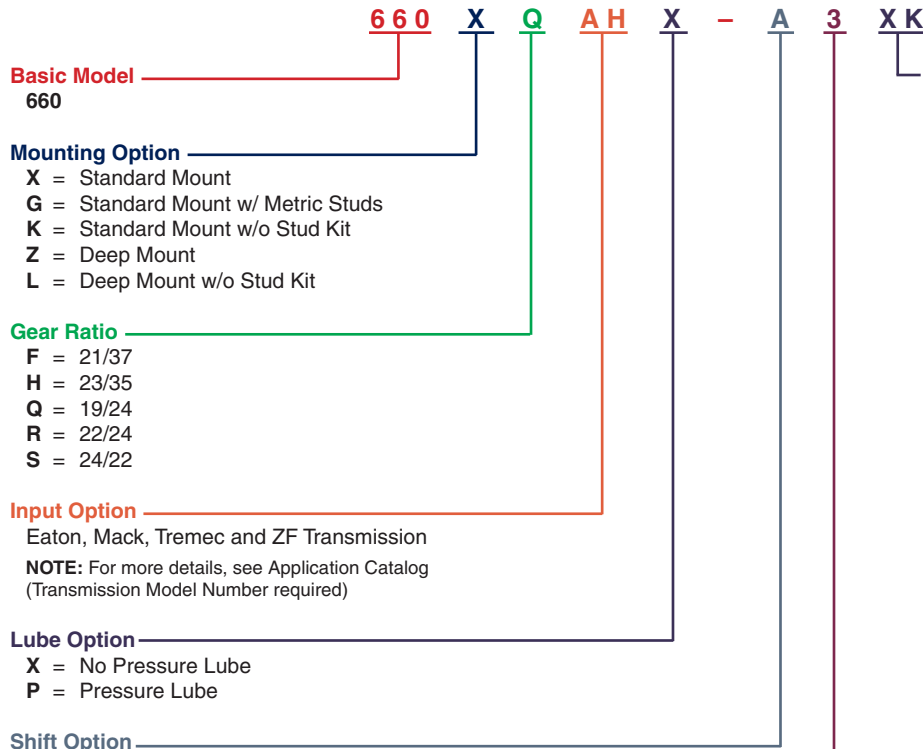 660 X Q AH X – A 3 XK
Basic Model
660
Mounting Option
X = Standard Mount
G = Standard Mount w/ Metric Studs
K = Standard Mount w/o Stud Kit
Z = Deep Mount
L = Deep Mount w/o Stud Kit
Gear Ratio
F = 21/37
H = 23/35
Q = 19/24
R = 22/24
S = 24/22
Input Option
Eaton, Mack, Tremec and ZF Transmission
NOTE: For more details, see Application Catalog
(Transmission Model Number required)
Lube Option
X = No Pressure Lube
P = Pressure Lube
Shift Option